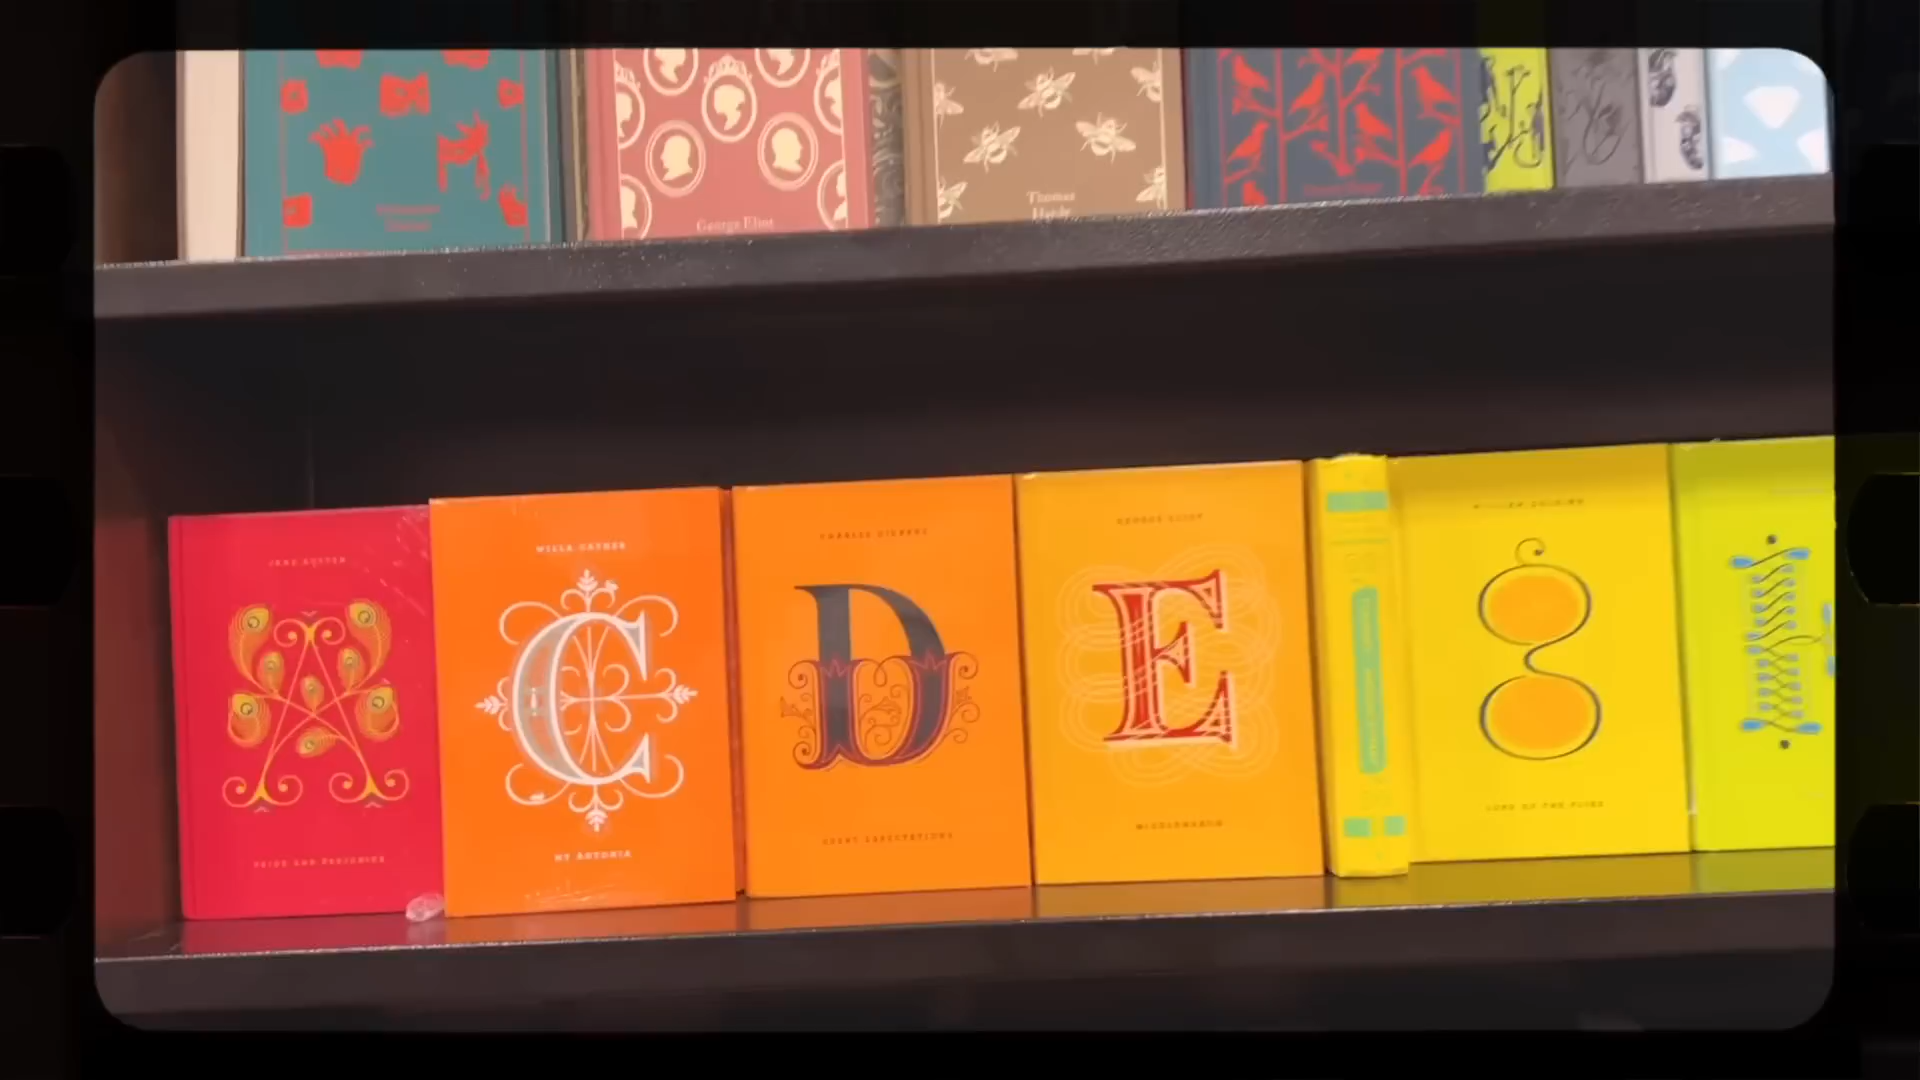 George Eliot
Thomas
Hardy
JANE AUSTEN
A
PRIDE AND PREJUDICE
WILLA CATHER
C
MY ÁNTONIA
CHARLES DICKENS
D
GREAT EXPECTATIONS
GEORGE ELIOT
E
MIDDLEMARCH
WILLIAM GOLDING
g
LORD OF THE FLIES